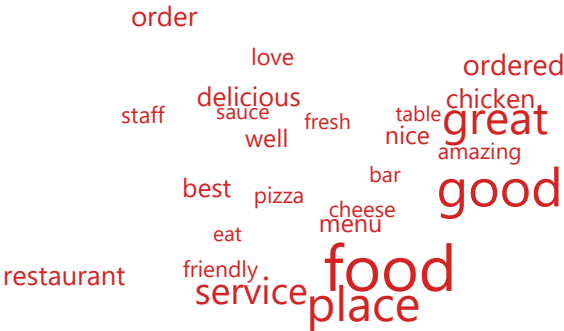 order
love
ordered
delicious
chicken
staff
sauce
fresh
table
great
well
nice
amazing
bar
best
pizza
good
cheese
menu
eat
restaurant
friendly
food
service
place